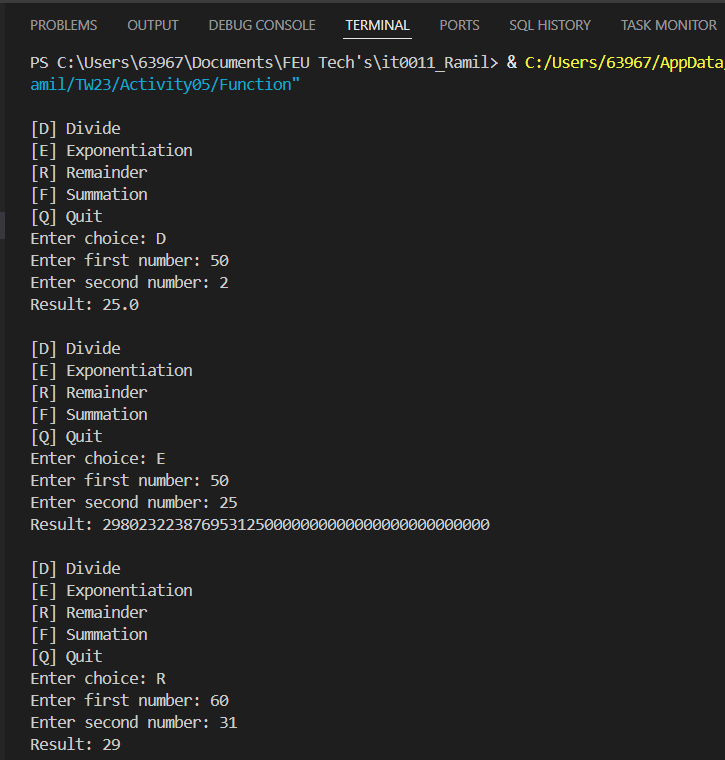 PROBLEMS OUTPUT DEBUG CONSOLE TERMINAL PORTS SQL HISTORY TASK MONITOR
PS C:\Users\63967\Documents\FEU Tech's\it0011_Ramil> & C:/Users/63967/AppData
amil/TW23/Activity05/Function"
[D] Divide
[E] Exponentiation
[R] Remainder
[F] Summation
[Q] Quit
Enter choice: D
Enter first number: 50
Enter second number: 2
Result: 25.0
[D] Divide
[E] Exponentiation
[R] Remainder
[F] Summation
[Q] Quit
Enter choice: E
Enter first number: 50
Enter second number: 25
Result: 2980232238769531250000000000000000000000000
[D] Divide
[E] Exponentiation
[R] Remainder
[F] Summation
[Q] Quit
Enter choice: R
Enter first number: 60
Enter second number: 31
Result: 29